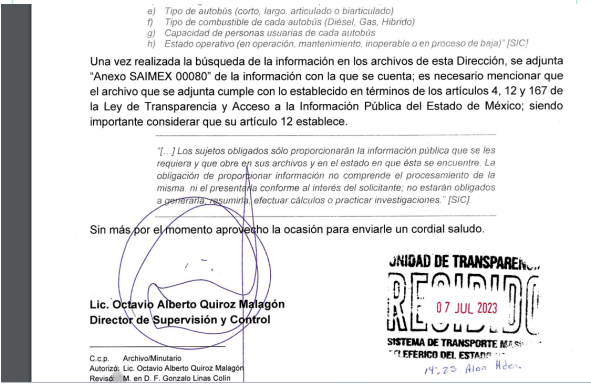 e) Tipo de autobús (corto, largo, articulado o biarticulado)
f) Tipo de combustible de cada autobús (Diésel, Gas, Hibrido)
g) Capacidad de personas usuarias de cada autobús
h) Estado operativo (en operación, mantenimiento, inoperable o en proceso de baja)" [SIC]
Una vez realizada la búsqueda de la información en los archivos de esta Dirección, se adjunta
"Anexo SAIMEX 00080" de la información con la que se cuenta; es necesario mencionar que
el archivo que se adjunta cumple con lo establecido en términos de los artículos 4, 12 y 167 de
la Ley de Transparencia y Acceso a la Información Pública del Estado de México; siendo
importante considerar que su artículo 12 establece.
"[…] Los sujetos obligados sólo proporcionarán la información pública que se les
requiera y que obre en sus archivos y en el estado en que ésta se encuentre. La
obligación de proporcionar información no comprende el procesamiento de la
misma, ni el presentarla conforme al interés del solicitante; no estarán obligados
a generarla, resumirla, efectuar cálculos o practicar investigaciones." [SIC]
Sin más por el momento aprovecho la ocasión para enviarle un cordial saludo.
UNIDAD DE TRANSPAREN
RECIBIDO
07 JUL 2023
SISTEMA DE TRANSPORTE MAS
TELEFÉRICO DEL ESTADO
14:25 Alan Hdez
Lic. Octavio Alberto Quiroz Malagón
Director de Supervisión y Control
C.c.p. Archivo/Minutario
Autorizó: Lic. Octavio Alberto Quiroz Malagón
Revisó: M. en D. F. Gonzalo Linas Colín